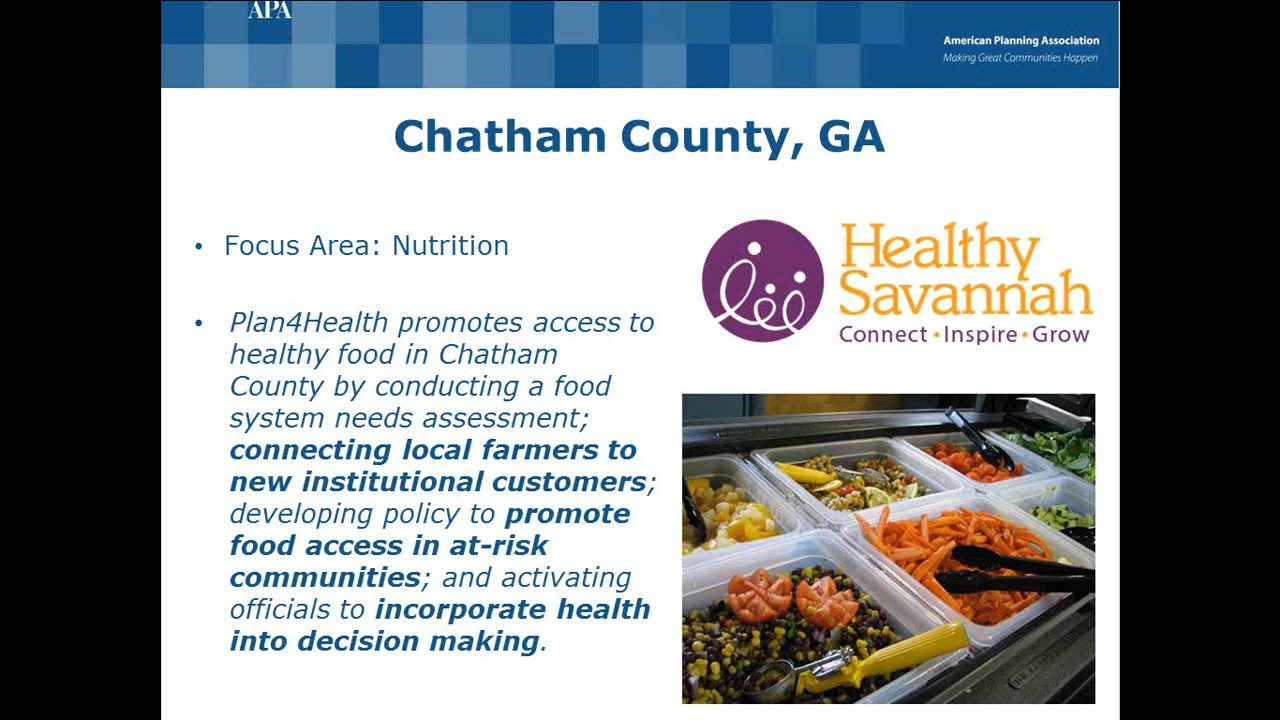 APA
American Planning Association
Making Great Communities Happen
Chatham County, GA
• Focus Area: Nutrition
• Plan4Health promotes access to
healthy food in Chatham
County by conducting a food
system needs assessment;
connecting local farmers to
new institutional customers;
developing policy to promote
food access in at-risk
communities; and activating
officials to incorporate health
into decision making.
Healthy
Savannah
Connect • Inspire • Grow